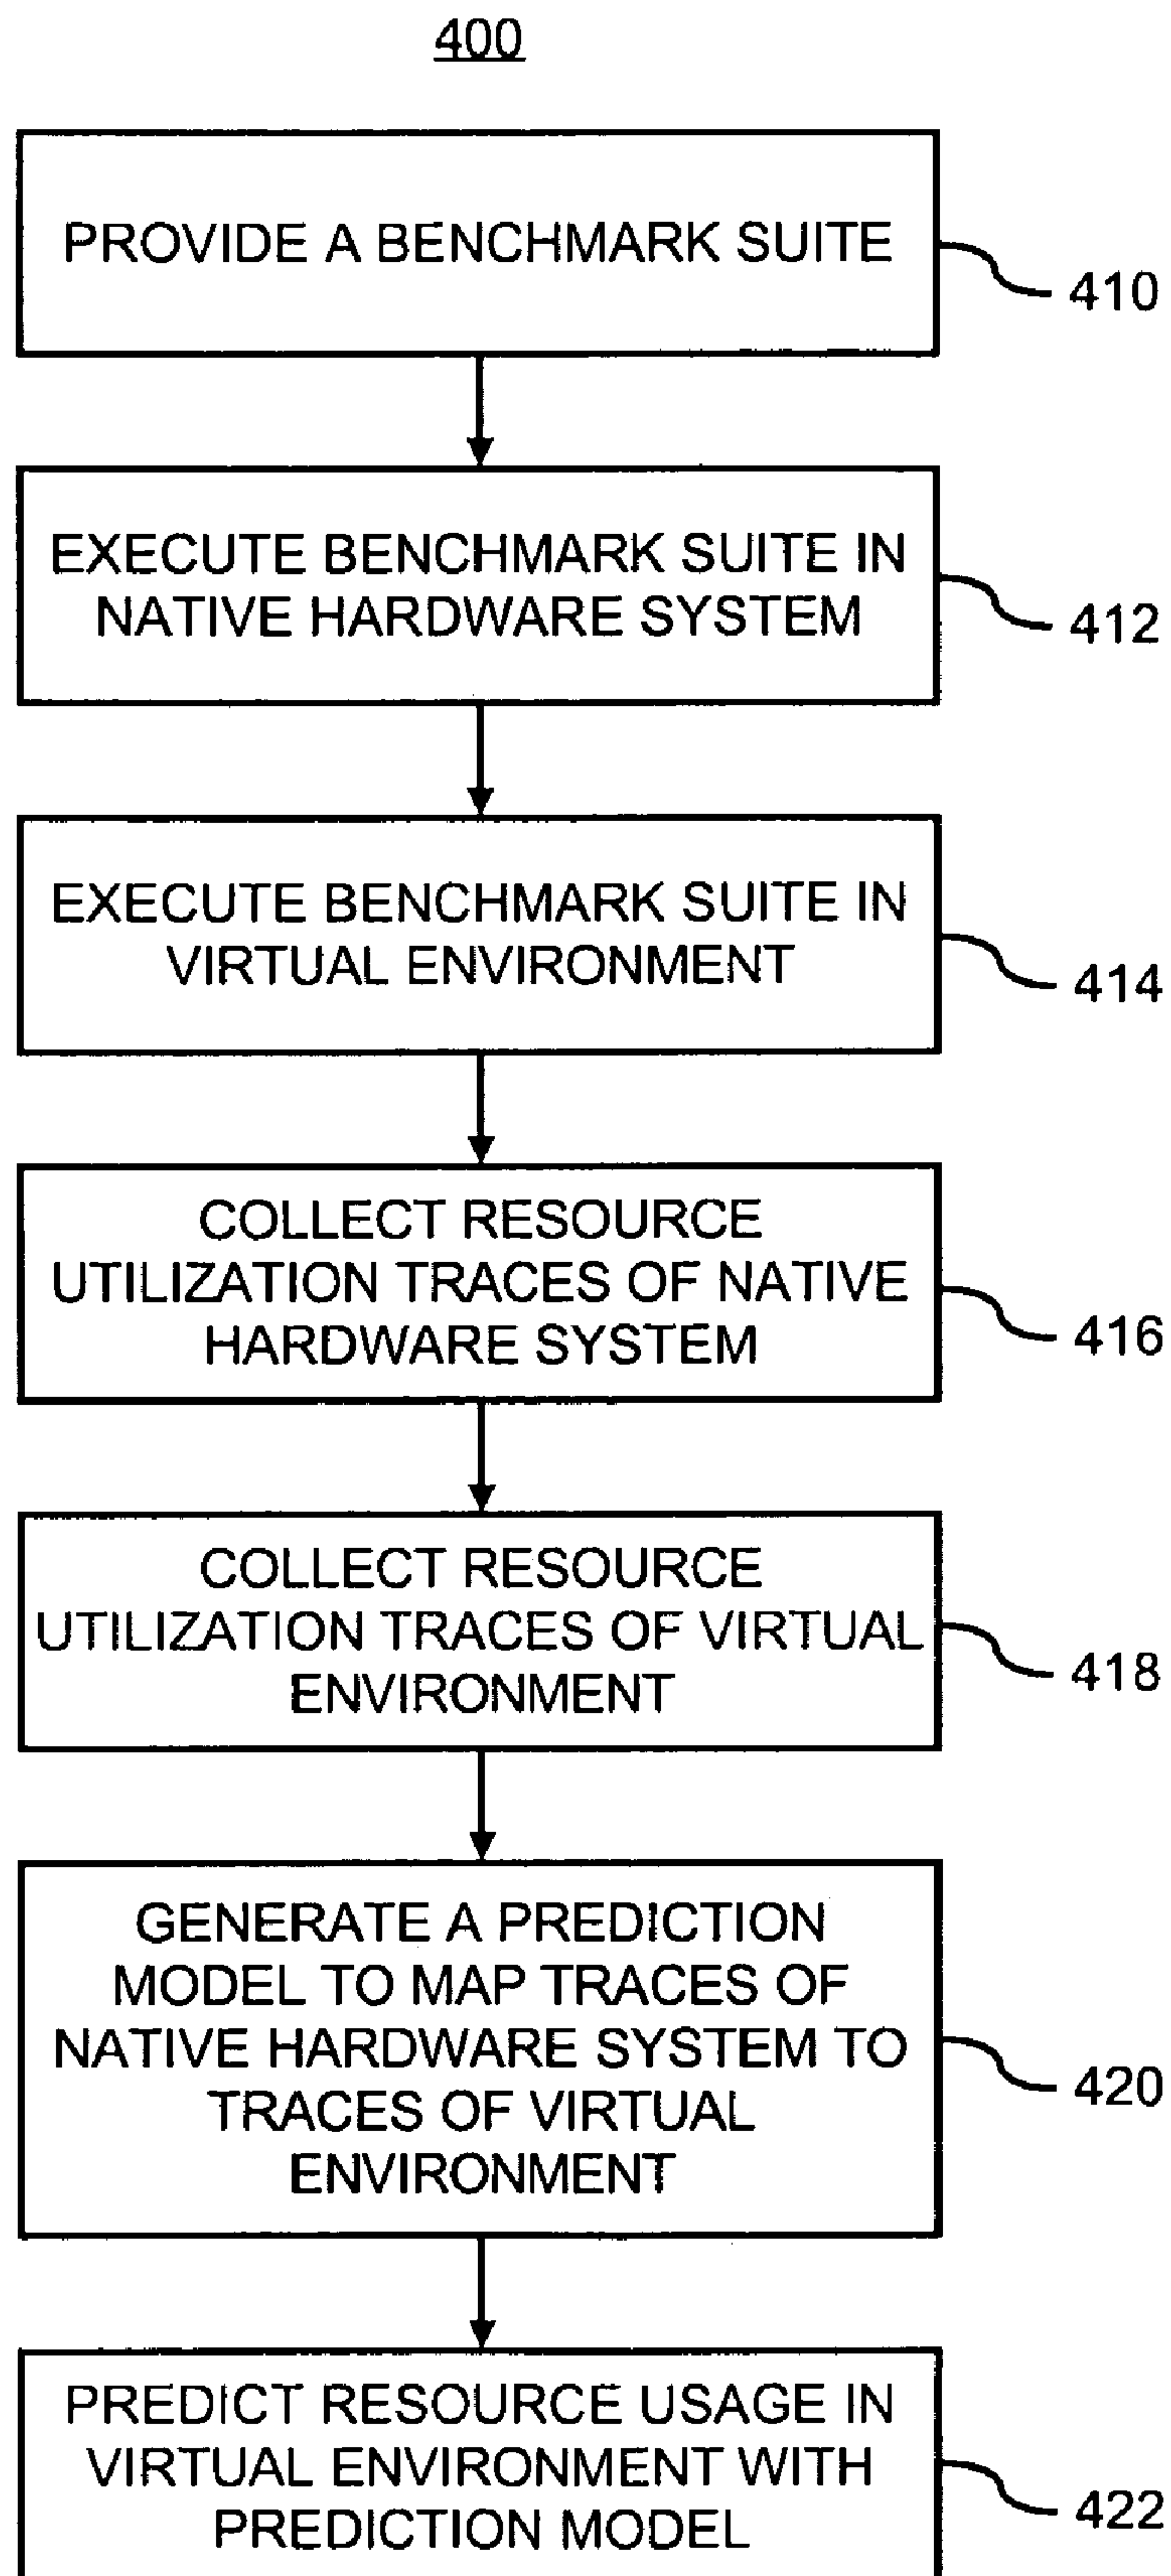 400
PROVIDE A BENCHMARK SUITE
410
EXECUTE BENCHMARK SUITE IN
NATIVE HARDWARE SYSTEM
412
EXECUTE BENCHMARK SUITE IN
VIRTUAL ENVIRONMENT
414
COLLECT RESOURCE
UTILIZATION TRACES OF NATIVE
HARDWARE SYSTEM
416
COLLECT RESOURCE
UTILIZATION TRACES OF VIRTUAL
ENVIRONMENT
418
GENERATE A PREDICTION
MODEL TO MAP TRACES OF
NATIVE HARDWARE SYSTEM TO
TRACES OF VIRTUAL
ENVIRONMENT
420
PREDICT RESOURCE USAGE IN
VIRTUAL ENVIRONMENT WITH
PREDICTION MODEL
422